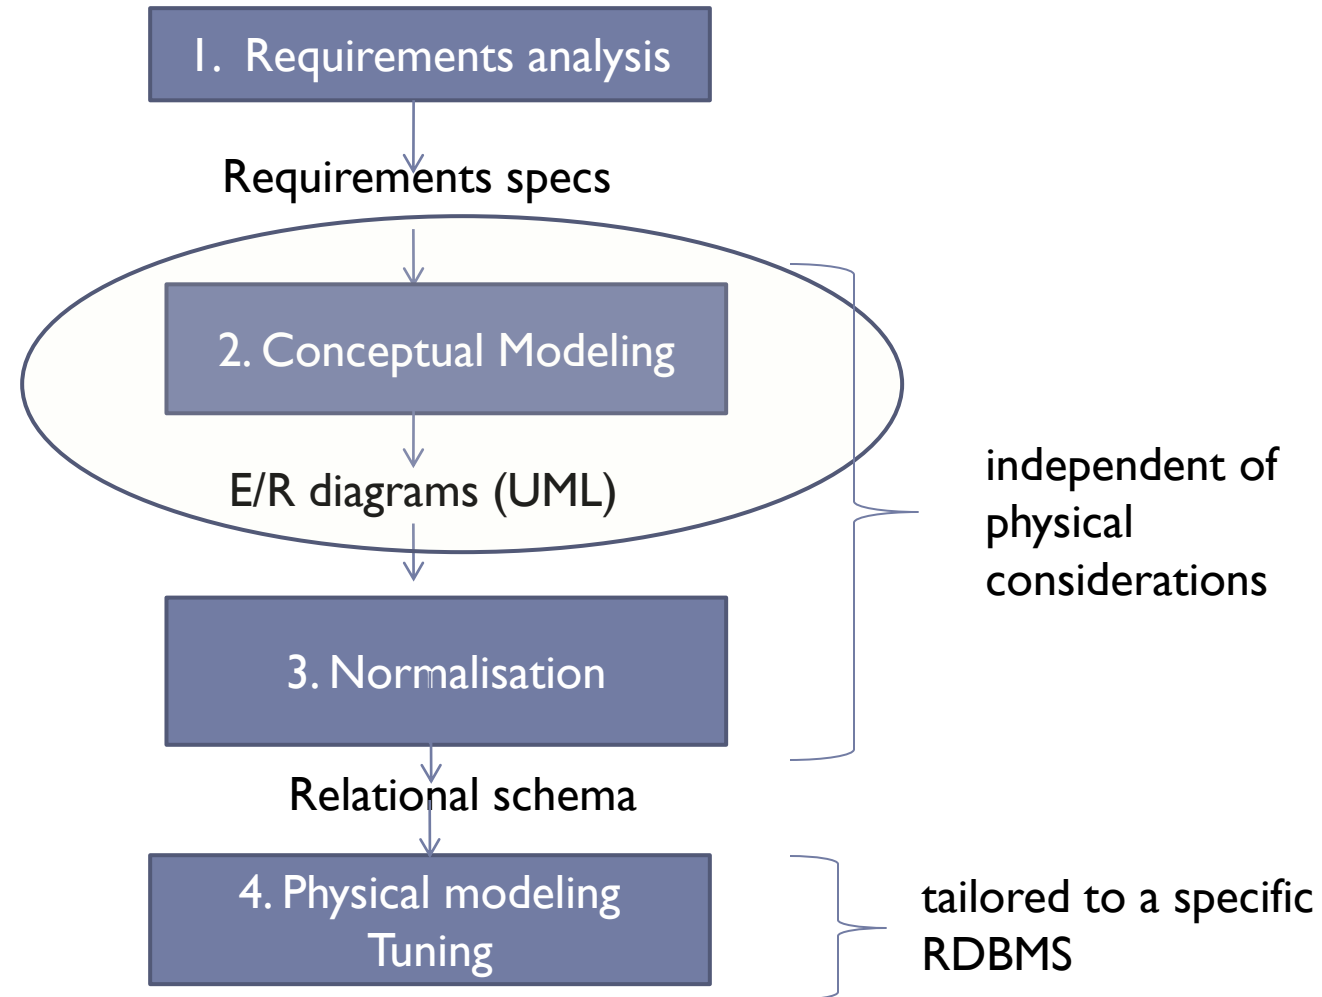 1. Requirements analysis
Requirements specs
2. Conceptual Modeling
E/R diagrams (UML)
independent of
physical
considerations
3. Normalisation
Relational schema
4. Physical modeling
Tuning
tailored to a specific
RDBMS